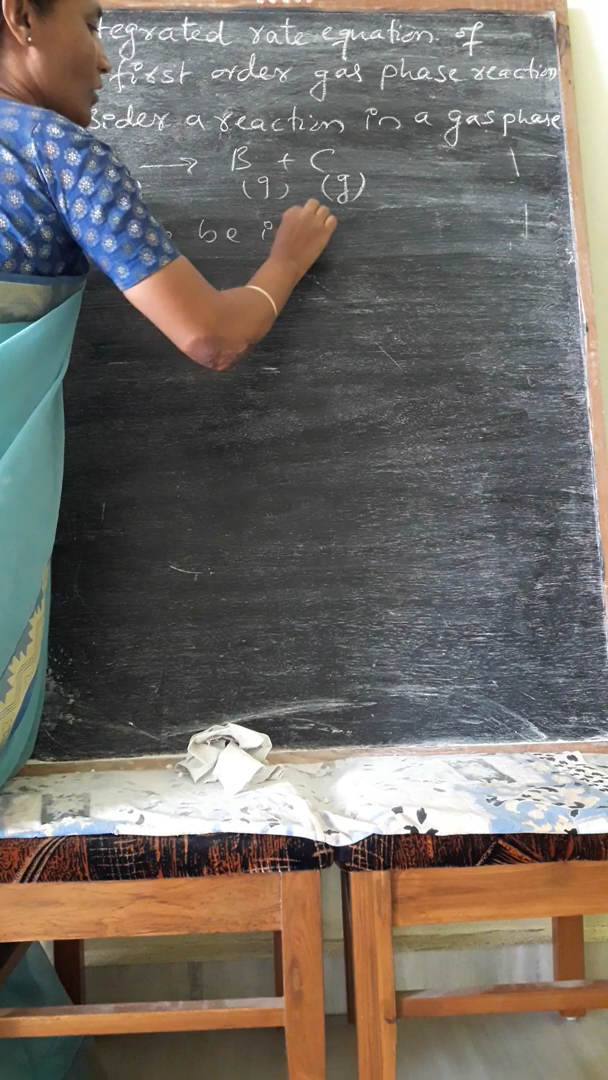 tegrated rate equation of
first order gas phase reaction
sider a reaction in a gas phase
→ B + C
(g) (g)
be i